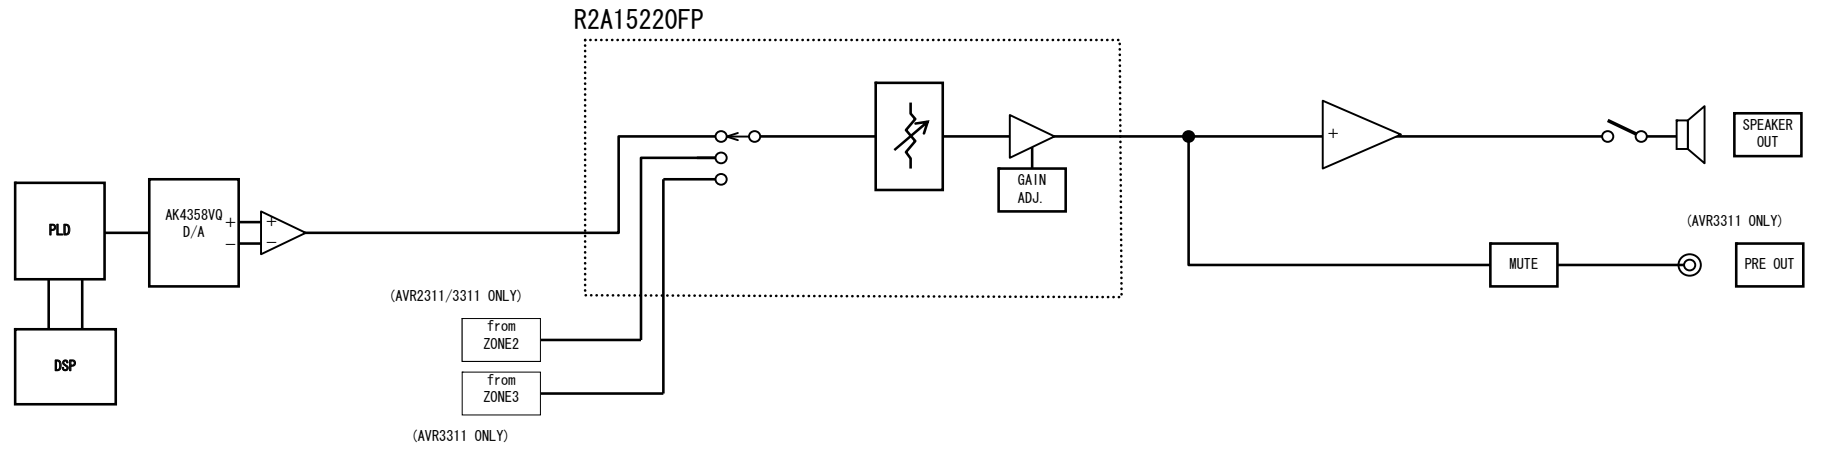 R2A15220FP
SPEAKER
OUT
GAIN
ADJ.
AK4358VQ
D/A
+
−
+
−
+
PLD
(AVR3311 ONLY)
MUTE
PRE OUT
(AVR2311/3311 ONLY)
from
ZONE2
DSP
from
ZONE3
(AVR3311 ONLY)